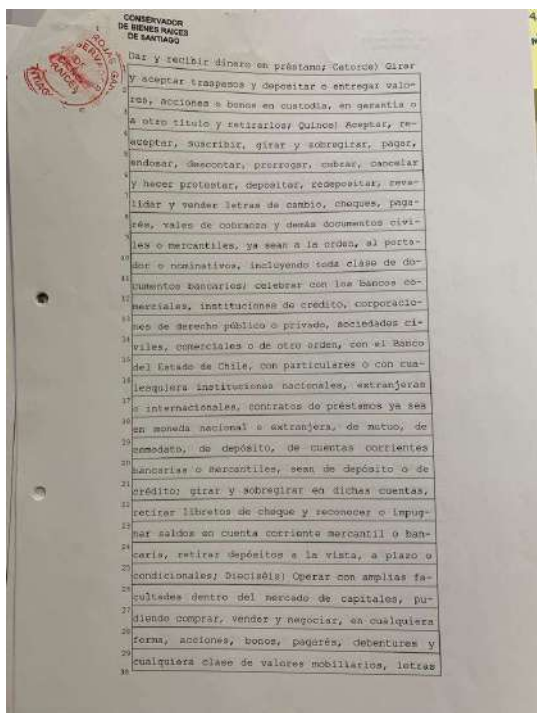 CONSERVADOR
DE BIENES RAICES
DE SANTIAGO
Dar y recibir dinero en préstamo; Catorce) Girar
y aceptar traspasos y depositar o entregar valo-
res, acciones o bonos en custodia, en garantía o
a otro título y retirarlos; Quince) Aceptar, re-
aceptar, suscribir, girar y sobregirar, pagar,
endosar, descontar, prorrogar, cobrar, cancelar
y hacer protestar, depositar, redepositar, reva-
lidar y vender letras de cambio, cheques, paga-
rés, vales de cobranza y demás documentos civi-
les o mercantiles, ya sean a la orden, al porta-
dor o nominativos, incluyendo toda clase de do-
cumentos bancarios; celebrar con los bancos co-
merciales, instituciones de crédito, corporacio-
nes de derecho público o privado, sociedades ci-
viles, comerciales o de otro orden, con el Banco
del Estado de Chile, con particulares o con cua-
lesquiera instituciones nacionales, extranjeras
o internacionales, contratos de préstamos ya sea
en moneda nacional o extranjera, de mutuo, de
comodato, de depósito, de cuentas corrientes
bancarias o mercantiles, sean de depósito o de
crédito; girar y sobregirar en dichas cuentas,
retirar libretos de cheque y reconocer o impug-
nar saldos en cuenta corriente mercantil o ban-
caria, retirar depósitos a la vista, a plazo o
condicionales; Dieciséis) Operar con amplias fa-
cultades dentro del mercado de capitales, pu-
diendo comprar, vender y negociar, en cualquiera
forma, acciones, bonos, pagarés, debentures y
cualquiera clase de valores mobiliarios, letras
30